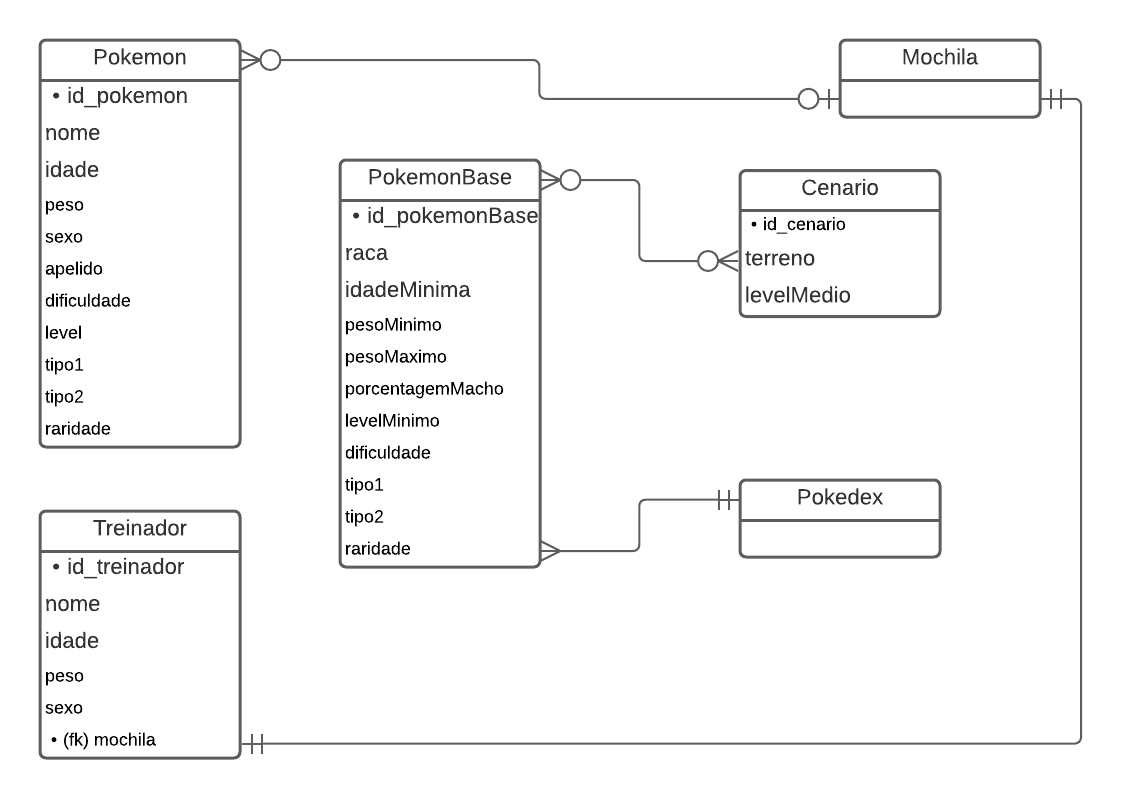 Pokemon
• id_pokemon
nome
idade
peso
sexo
apelido
dificuldade
level
tipo1
tipo2
raridade
Mochila
PokemonBase
• id_pokemonBase
raca
idadeMinima
pesoMinimo
pesoMaximo
porcentagemMacho
levelMinimo
dificuldade
tipo1
tipo2
raridade
Cenario
• id_cenario
terreno
levelMedio
Treinador
• id_treinador
nome
idade
peso
sexo
• (fk) mochila
Pokedex